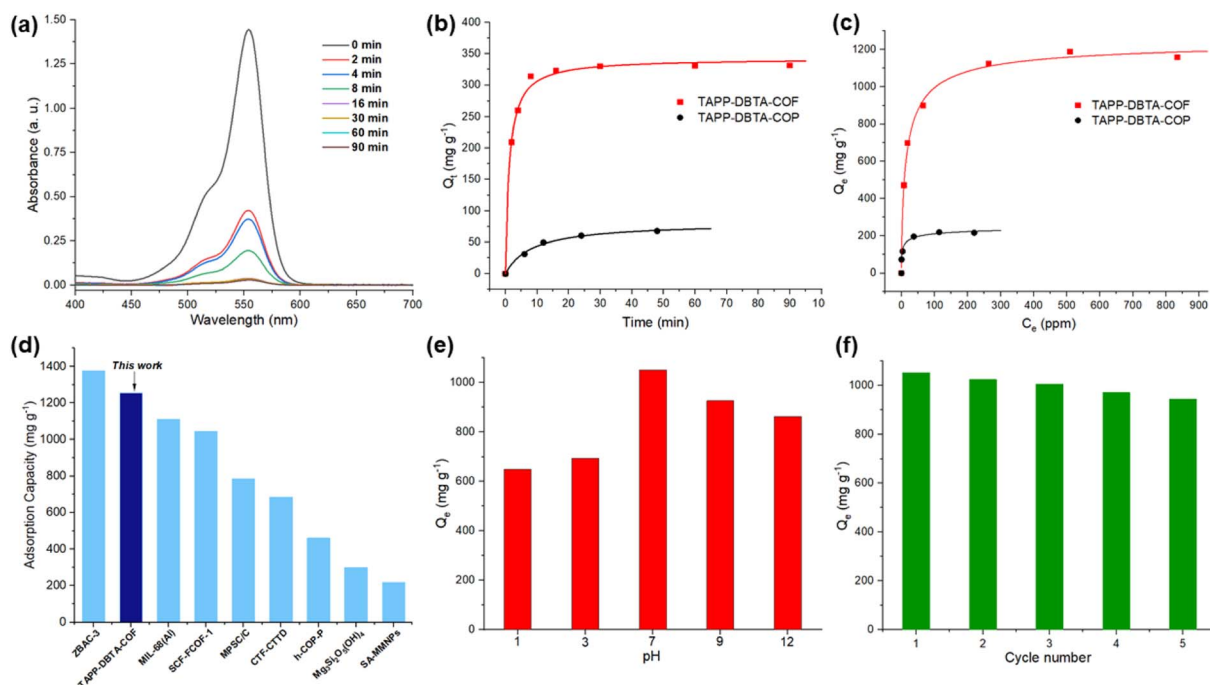 (a)
1.50
1.25
1.00
0.75
0.50
0.25
0.00
Absorbance (a. u.)
400 450 500 550 600 650 700
Wavelength (nm)
0 min
2 min
4 min
8 min
16 min
30 min
60 min
90 min
(b)
400
350
300
250
200
150
100
50
0
Qt (mg g-1)
0 10 20 30 40 50 60 70 80 90 10
Time (min)
TAPP-DBTA-COF
TAPP-DBTA-COP
(c)
1200
1000
800
600
400
200
0
Qe (mg g-1)
0 100 200 300 400 500 600 700 800 900
Ce (ppm)
TAPP-DBTA-COF
TAPP-DBTA-COP
(d)
1400
1200
1000
800
600
400
200
0
Adsorption Capacity (mg g-1)
This work
ZBAC-3
TAPP-DBTA-COF
MIL-68(Al)
SCF-FCOF-1
MPSC/C
CTF-CTTD
h-COP-P
Mg3Si2O5(OH)4
SA-MMNPs
(e)
1000
800
600
400
200
0
Qe (mg g-1)
1 3 7 9 12
pH
(f)
1000
800
600
400
200
0
Qe (mg g-1)
1 2 3 4 5
Cycle number